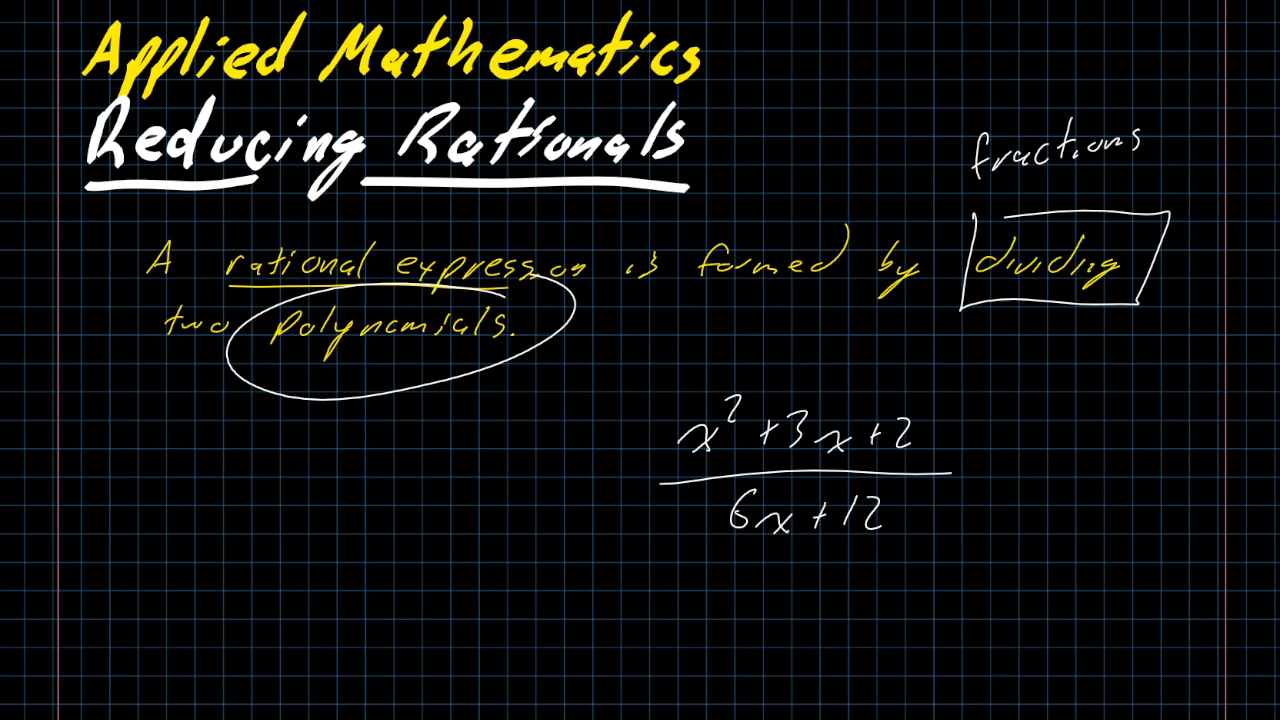 Applied Mathematics
Reducing Rationals
fractions
A rational expression is formed by dividing
two polynomials.
x² + 3x + 2
6x + 12